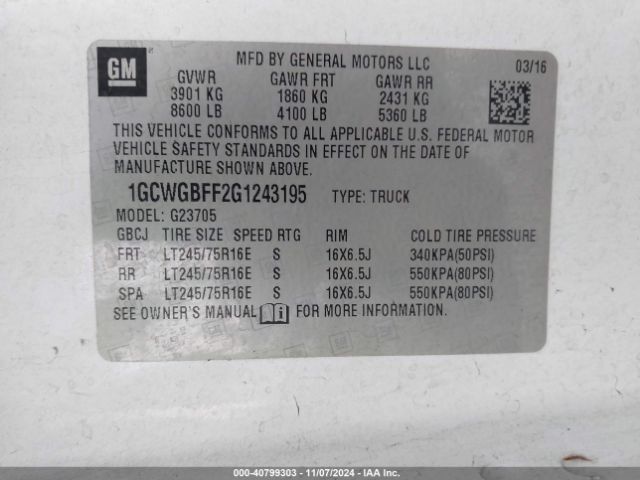 GM
MFD BY GENERAL MOTORS LLC 03/16
GVWR GAWR FRT GAWR RR
3901 KG 1860 KG 2431 KG
8600 LB 4100 LB 5360 LB
THIS VEHICLE CONFORMS TO ALL APPLICABLE U.S. FEDERAL MOTOR
VEHICLE SAFETY STANDARDS IN EFFECT ON THE DATE OF
MANUFACTURE SHOWN ABOVE.
1GCWGBFF2G1243195 TYPE: TRUCK
MODEL: G23705
GBCJ TIRE SIZE SPEED RTG RIM COLD TIRE PRESSURE
FRT LT245/75R16E S 16X6.5J 340KPA(50PSI)
RR LT245/75R16E S 16X6.5J 550KPA(80PSI)
SPA LT245/75R16E S 16X6.5J 550KPA(80PSI)
SEE OWNER'S MANUAL FOR MORE INFORMATION.
000-40799303 - 11/07/2024 - IAA Inc.